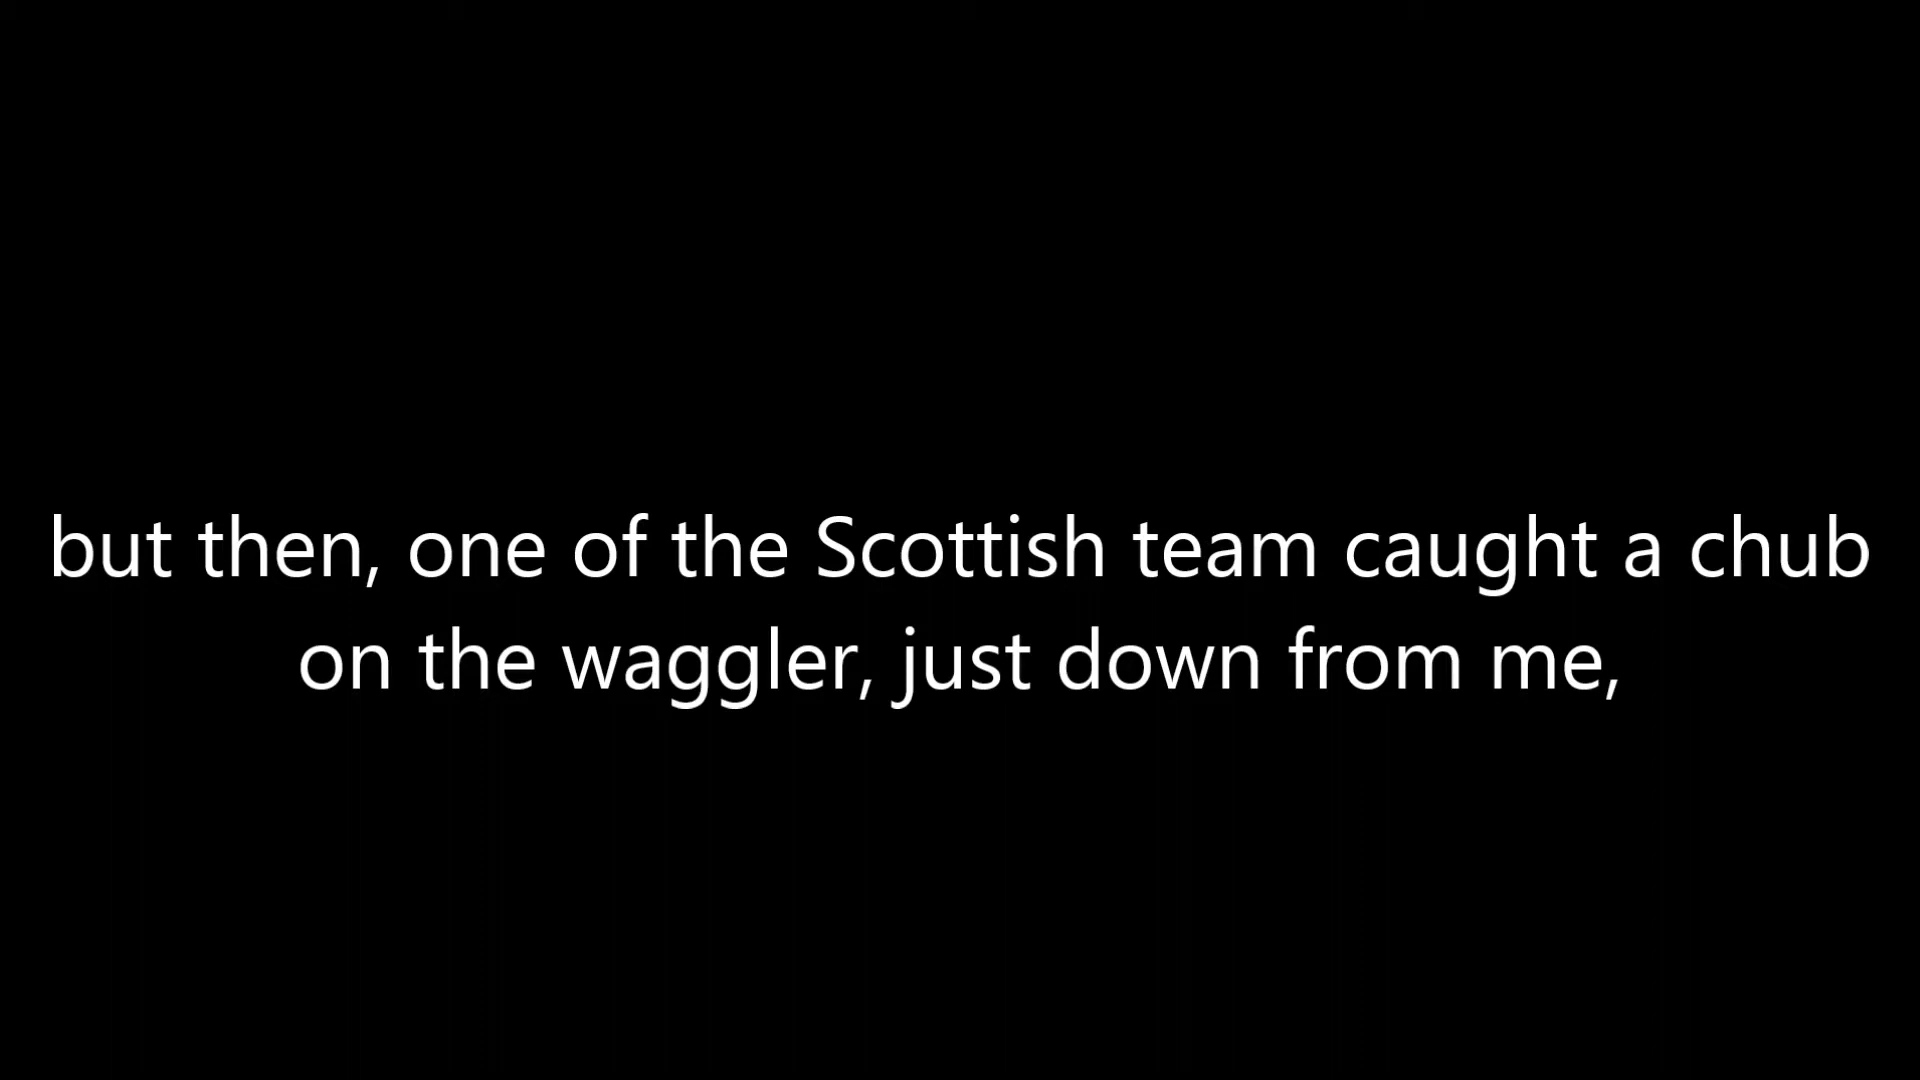 but then, one of the Scottish team caught a chub
on the waggler, just down from me,